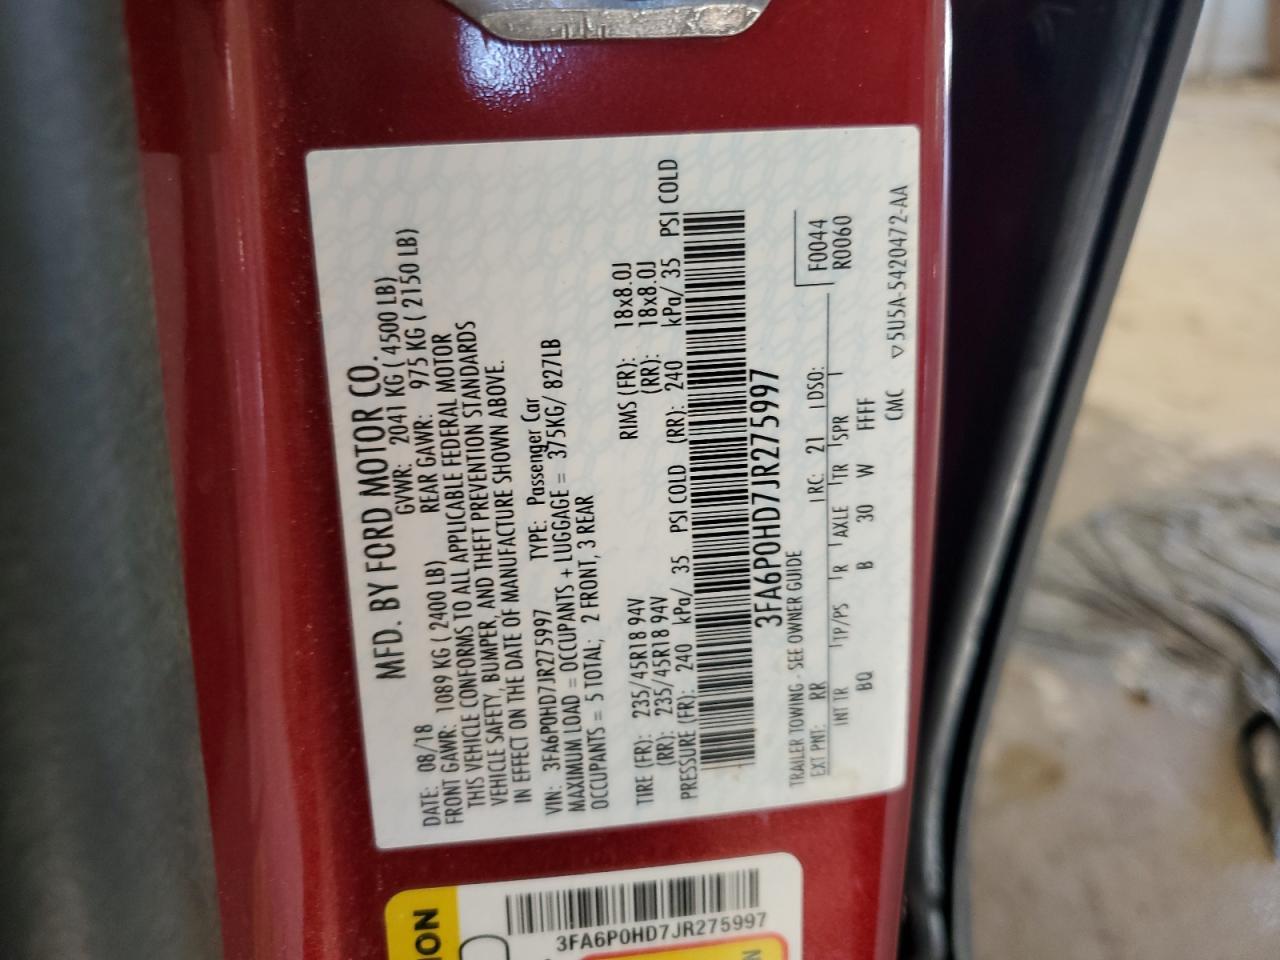 MFD. BY FORD MOTOR CO.
DATE: 08/18 GVWR: 2041 KG ( 4500 LB)
FRONT GAWR: 1089 KG ( 2400 LB) REAR GAWR: 975 KG ( 2150 LB)
THIS VEHICLE CONFORMS TO ALL APPLICABLE FEDERAL MOTOR
VEHICLE SAFETY, BUMPER, AND THEFT PREVENTION STANDARDS
IN EFFECT ON THE DATE OF MANUFACTURE SHOWN ABOVE.
VIN: 3FA6P0HD7JR275997 TYPE: Passenger Car
MAXIMUM LOAD = OCCUPANTS + LUGGAGE = 375KG/ 827LB
OCCUPANTS = 5 TOTAL; 2 FRONT, 3 REAR
TIRE (FR): 235/45R18 94V RIMS (FR): 18x8.0J
(RR): 235/45R18 94V (RR): 18x8.0J
PRESSURE (FR): 240 kPa/ 35 PSI COLD (RR): 240 kPa/ 35 PSI COLD
3FA6P0HD7JR275997
TRAILER TOWING - SEE OWNER GUIDE F0044
EXT PNT: RR RC: 21 DSO: R0060
INT TR TP/PS R AXLE TR SPR
BQ B 30 W FFF
CMC ▽5U5A-5420472-AA
ION
3FA6P0HD7JR275997